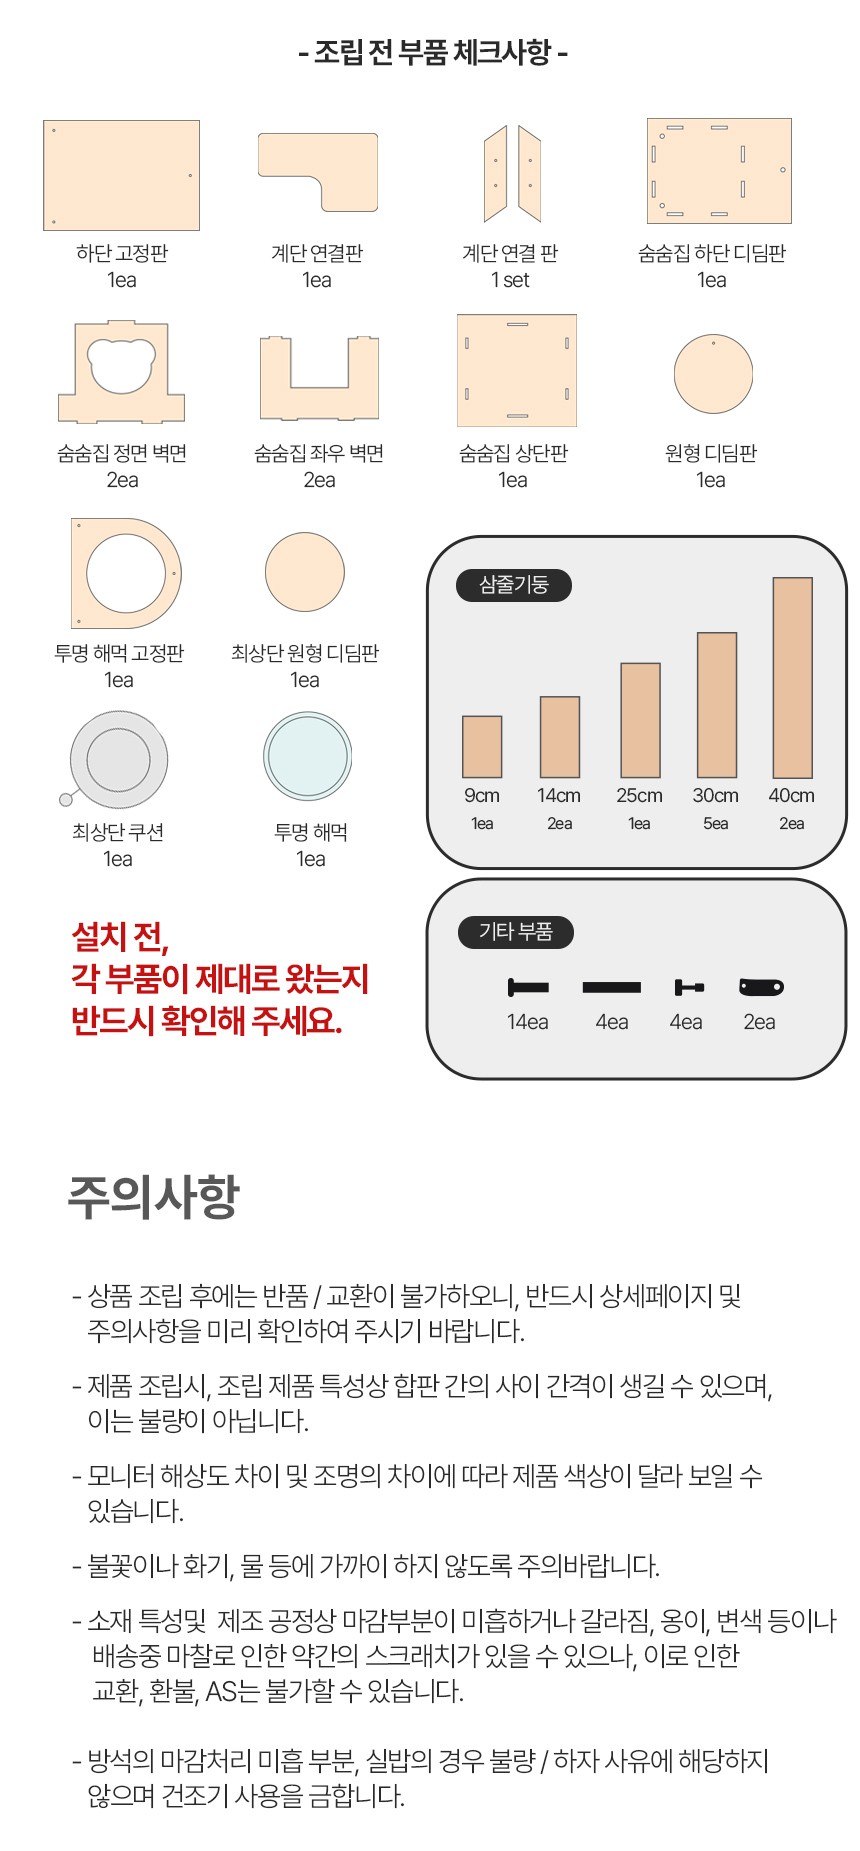 - 조립 전 부품 체크사항 -
하단 고정판
1ea
계단 연결판
1ea
계단 연결 판
1 set
숨숨집 하단 디딤판
1ea
숨숨집 정면 벽면
2ea
숨숨집 좌우 벽면
2ea
숨숨집 상단판
1ea
원형 디딤판
1ea
투명 해먹 고정판
1ea
최상단 원형 디딤판
1ea
최상단 쿠션
1ea
투명 해먹
1ea
삼줄기둥
9cm
1ea
14cm
2ea
25cm
1ea
30cm
5ea
40cm
2ea
기타 부품
14ea
4ea
4ea
2ea
설치 전,
각 부품이 제대로 왔는지
반드시 확인해 주세요.
주의사항
- 상품 조립 후에는 반품 / 교환이 불가하오니, 반드시 상세페이지 및
주의사항을 미리 확인하여 주시기 바랍니다.
- 제품 조립시, 조립 제품 특성상 합판 간의 사이 간격이 생길 수 있으며,
이는 불량이 아닙니다.
- 모니터 해상도 차이 및 조명의 차이에 따라 제품 색상이 달라 보일 수
있습니다.
- 불꽃이나 화기, 물 등에 가까이 하지 않도록 주의바랍니다.
- 소재 특성및 제조 공정상 마감부분이 미흡하거나 갈라짐, 옹이, 변색 등이나
배송중 마찰로 인한 약간의 스크래치가 있을 수 있으나, 이로 인한
교환, 환불, AS는 불가할 수 있습니다.
- 방석의 마감처리 미흡 부분, 실밥의 경우 불량 / 하자 사유에 해당하지
않으며 건조기 사용을 금합니다.